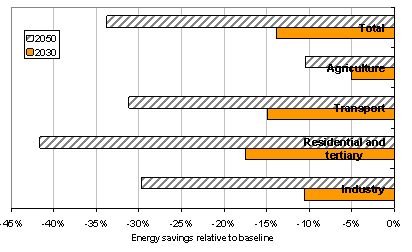 2050
2030
Total
Agriculture
Transport
Residential and
tertiary
Industry
-45% -40% -35% -30% -25% -20% -15% -10% -5% 0%
Energy savings relative to baseline